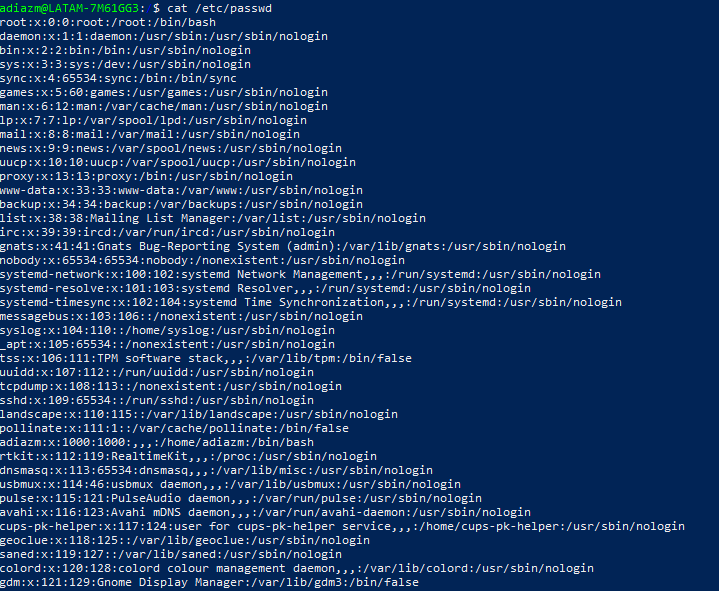 adiazm@LATAM-7M61GG3: $ cat /etc/passwd
root:x:0:0:root:/root:/bin/bash
daemon:x:1:1:daemon:/usr/sbin:/usr/sbin/nologin
bin:x:2:2:bin:/bin:/usr/sbin/nologin
sys:x:3:3:sys:/dev:/usr/sbin/nologin
sync:x:4:65534:sync:/bin:/bin/sync
games:x:5:60:games:/usr/games:/usr/sbin/nologin
man:x:6:12:man:/var/cache/man:/usr/sbin/nologin
lp:x:7:7:lp:/var/spool/lpd:/usr/sbin/nologin
mail:x:8:8:mail:/var/mail:/usr/sbin/nologin
news:x:9:9:news:/var/spool/news:/usr/sbin/nologin
uucp:x:10:10:uucp:/var/spool/uucp:/usr/sbin/nologin
proxy:x:13:13:proxy:/bin:/usr/sbin/nologin
www-data:x:33:33:www-data:/var/www:/usr/sbin/nologin
backup:x:34:34:backup:/var/backups:/usr/sbin/nologin
list:x:38:38:Mailing List Manager:/var/list:/usr/sbin/nologin
irc:x:39:39:ircd:/var/run/ircd:/usr/sbin/nologin
gnats:x:41:41:Gnats Bug-Reporting System (admin):/var/lib/gnats:/usr/sbin/nologin
nobody:x:65534:65534:nobody:/nonexistent:/usr/sbin/nologin
systemd-network:x:100:102:systemd Network Management,,,:/run/systemd:/usr/sbin/nologin
systemd-resolve:x:101:103:systemd Resolver,,,:/run/systemd:/usr/sbin/nologin
systemd-timesync:x:102:104:systemd Time Synchronization,,,:/run/systemd:/usr/sbin/nologin
messagebus:x:103:106::/nonexistent:/usr/sbin/nologin
syslog:x:104:110::/home/syslog:/usr/sbin/nologin
_apt:x:105:65534::/nonexistent:/usr/sbin/nologin
tss:x:106:111:TPM software stack,,,:/var/lib/tpm:/bin/false
uuidd:x:107:112::/run/uuidd:/usr/sbin/nologin
tcpdump:x:108:113::/nonexistent:/usr/sbin/nologin
sshd:x:109:65534::/run/sshd:/usr/sbin/nologin
landscape:x:110:115::/var/lib/landscape:/usr/sbin/nologin
pollinate:x:111:1::/var/cache/pollinate:/bin/false
adiazm:x:1000:1000:,,,:/home/adiazm:/bin/bash
rtkit:x:112:119:RealtimeKit,,,:/proc:/usr/sbin/nologin
dnsmasq:x:113:65534:dnsmasq,,,:/var/lib/misc:/usr/sbin/nologin
usbmux:x:114:46:usbmux daemon,,,:/var/lib/usbmux:/usr/sbin/nologin
pulse:x:115:121:PulseAudio daemon,,,:/var/run/pulse:/usr/sbin/nologin
avahi:x:116:123:Avahi mDNS daemon,,,:/var/run/avahi-daemon:/usr/sbin/nologin
cups-pk-helper:x:117:124:user for cups-pk-helper service,,,:/home/cups-pk-helper:/usr/sbin/nologin
geoclue:x:118:125::/var/lib/geoclue:/usr/sbin/nologin
saned:x:119:127::/var/lib/saned:/usr/sbin/nologin
colord:x:120:128:colord colour management daemon,,,:/var/lib/colord:/usr/sbin/nologin
gdm:x:121:129:Gnome Display Manager:/var/lib/gdm3:/bin/false